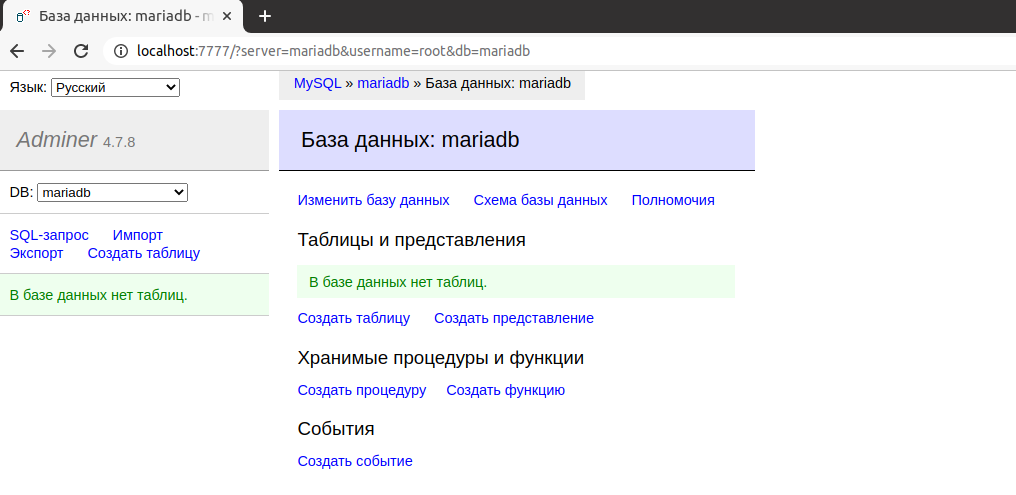 База данных: mariadb - m
localhost:7777/?server=mariadb&username=root&db=mariadb
Язык: Русский
MySQL » mariadb » База данных: mariadb
Adminer 4.7.8
База данных: mariadb
DB: mariadb
Изменить базу данных Схема базы данных Полномочия
SQL-запрос Импорт
Экспорт Создать таблицу
В базе данных нет таблиц.
Таблицы и представления
В базе данных нет таблиц.
Создать таблицу Создать представление
Хранимые процедуры и функции
Создать процедуру Создать функцию
События
Создать событие